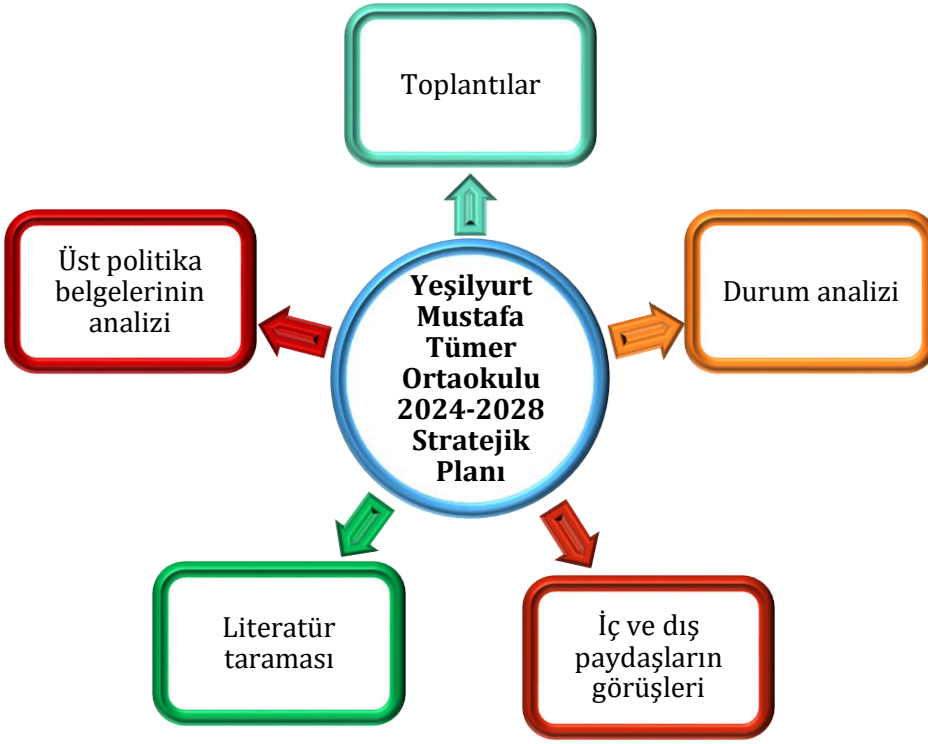 Toplantılar
Üst politika
belgelerinin
analizi
Yeşilyurt
Mustafa
Tümer
Ortaokulu
2024-2028
Stratejik
Planı
Durum analizi
Literatür
taraması
İç ve dış
paydaşların
görüşleri